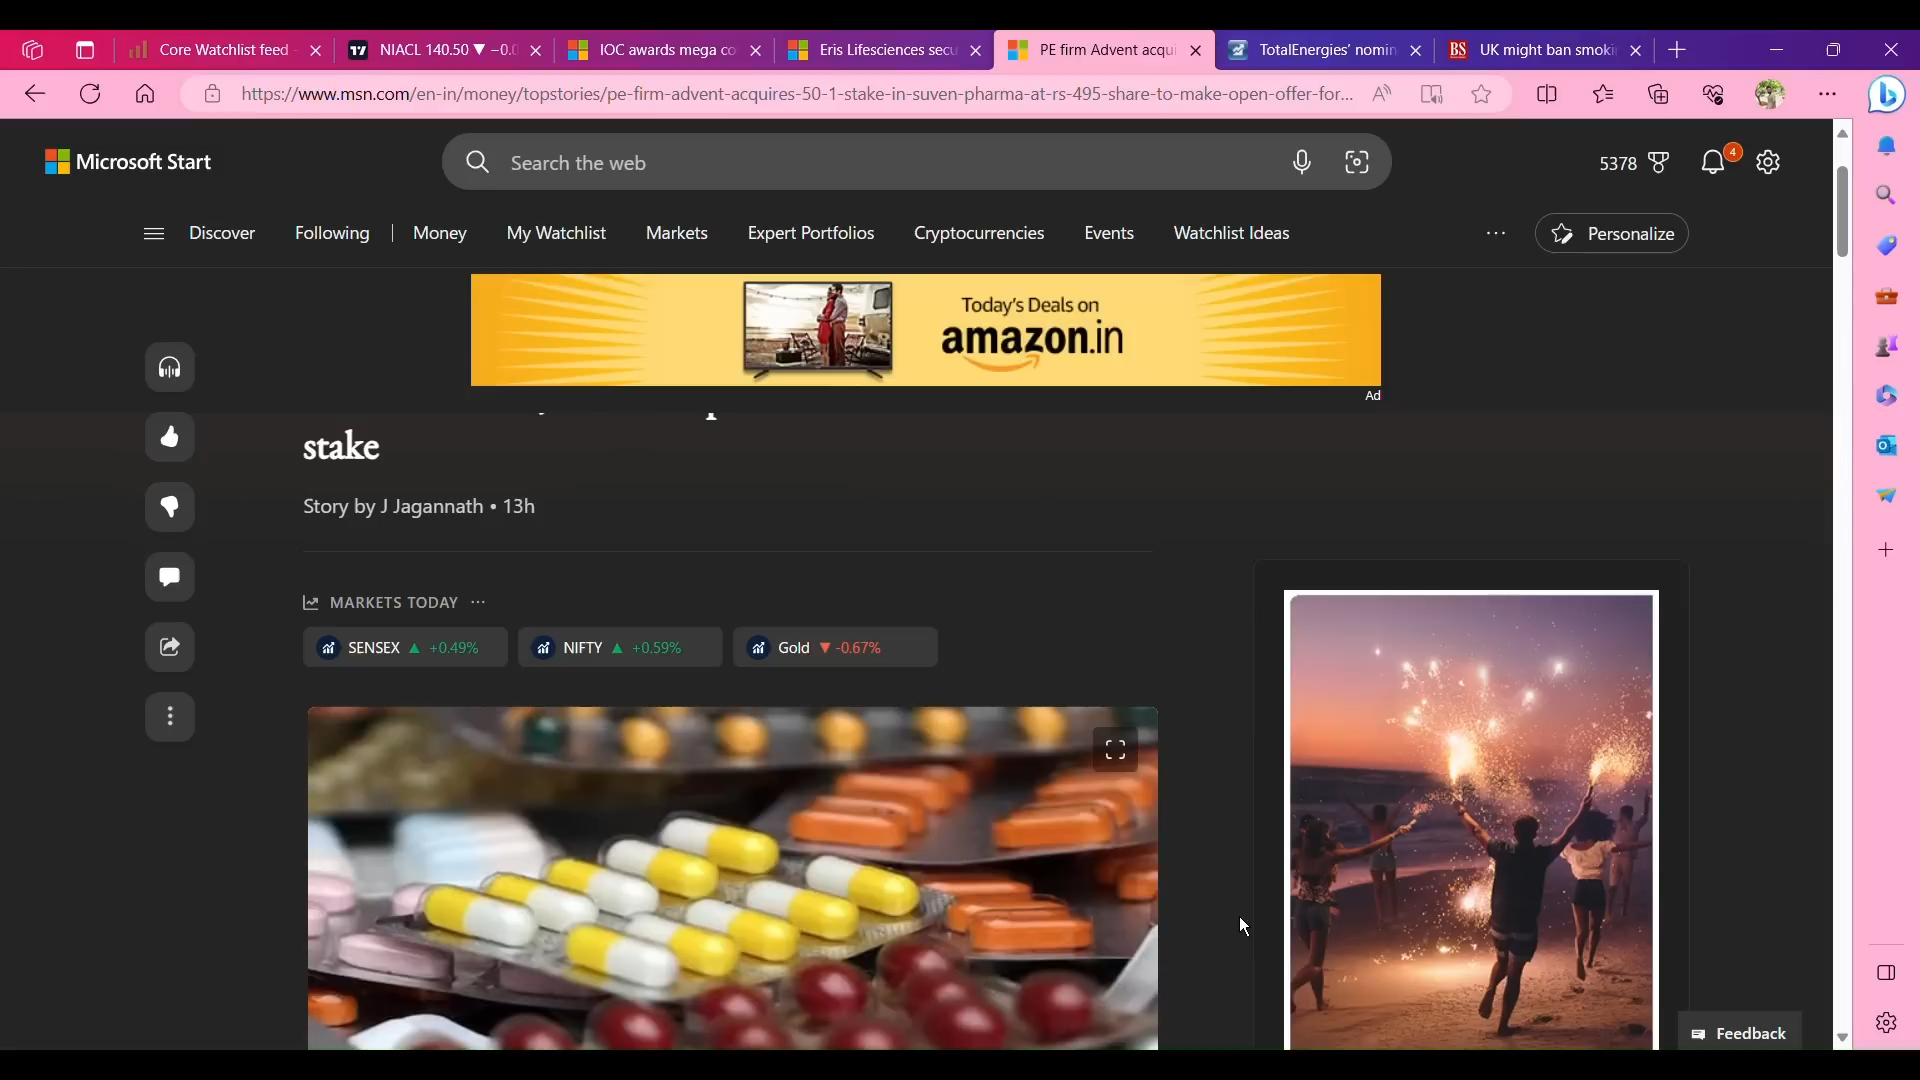 Core Watchlist feed
NIACL 140.50 ▼ −0.0
IOC awards mega co
Eris Lifesciences secu
PE firm Advent acqui
TotalEnergies' nomin
BS UK might ban smoki
https://www.msn.com/en-in/money/topstories/pe-firm-advent-acquires-50-1-stake-in-suven-pharma-at-rs-495-share-to-make-open-offer-for...
Microsoft Start
Search the web
5378
4
Discover
Following
Money
My Watchlist
Markets
Expert Portfolios
Cryptocurrencies
Events
Watchlist Ideas
Personalize
Today's Deals on
amazon.in
Ad
stake
Story by J Jagannath • 13h
MARKETS TODAY ...
SENSEX ▲ +0.49%
NIFTY ▲ +0.59%
Gold ▼ -0.67%
Feedback